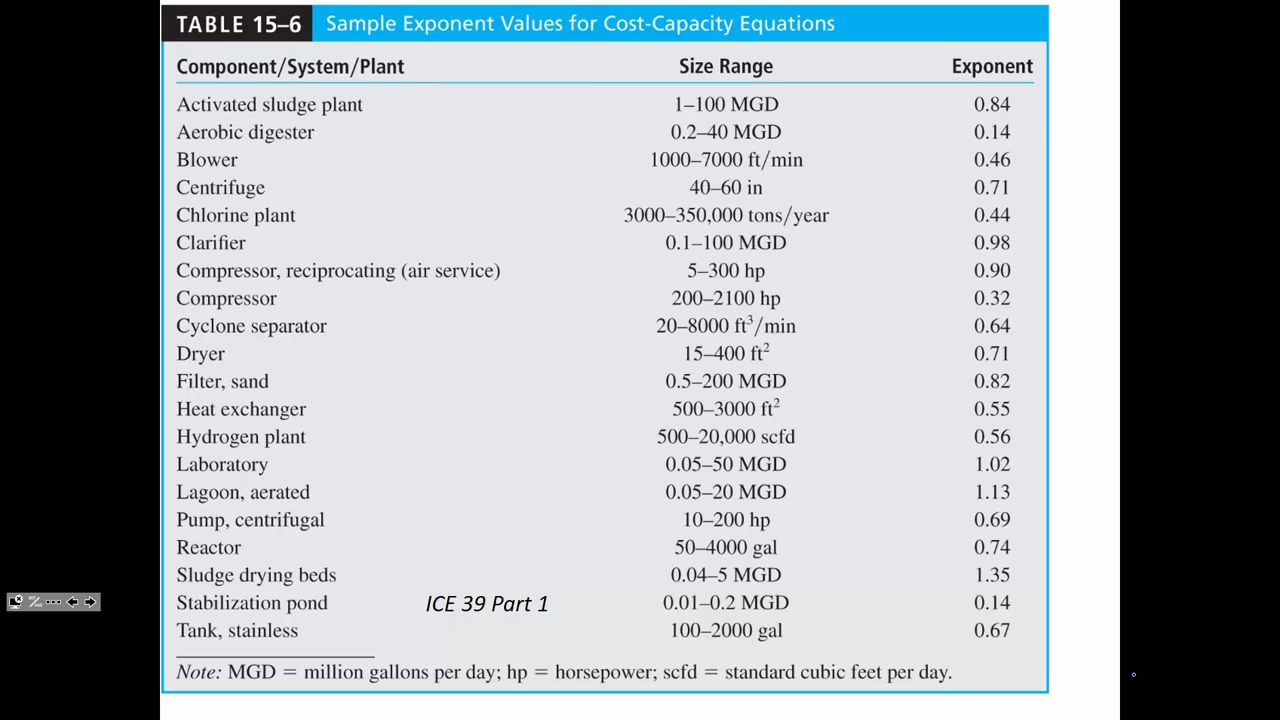 TABLE 15–6 Sample Exponent Values for Cost-Capacity Equations
Component/System/Plant Size Range Exponent
Activated sludge plant 1–100 MGD 0.84
Aerobic digester 0.2–40 MGD 0.14
Blower 1000–7000 ft/min 0.46
Centrifuge 40–60 in 0.71
Chlorine plant 3000–350,000 tons/year 0.44
Clarifier 0.1–100 MGD 0.98
Compressor, reciprocating (air service) 5–300 hp 0.90
Compressor 200–2100 hp 0.32
Cyclone separator 20–8000 ft³/min 0.64
Dryer 15–400 ft² 0.71
Filter, sand 0.5–200 MGD 0.82
Heat exchanger 500–3000 ft² 0.55
Hydrogen plant 500–20,000 scfd 0.56
Laboratory 0.05–50 MGD 1.02
Lagoon, aerated 0.05–20 MGD 1.13
Pump, centrifugal 10–200 hp 0.69
Reactor 50–4000 gal 0.74
Sludge drying beds 0.04–5 MGD 1.35
Stabilization pond ICE 39 Part 1 0.01–0.2 MGD 0.14
Tank, stainless 100–2000 gal 0.67
Note: MGD = million gallons per day; hp = horsepower; scfd = standard cubic feet per day.